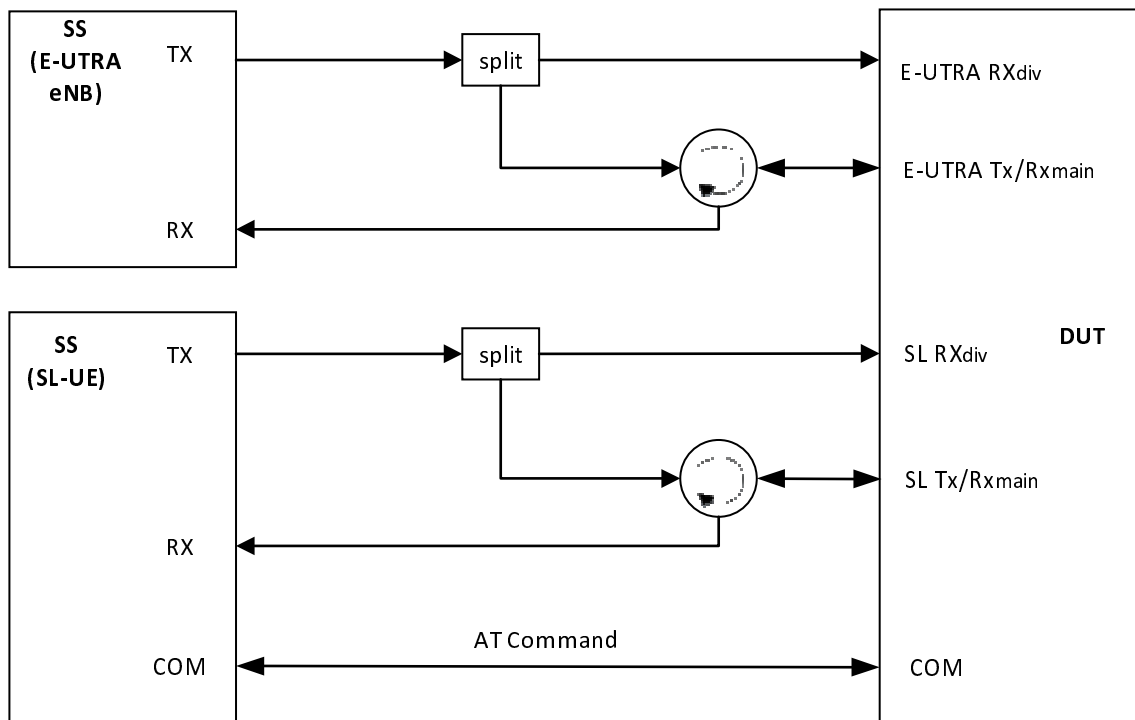 SS
(E-UTRA
eNB)
TX
split
E-UTRA RXdiv
E-UTRA Tx/Rxmain
RX
SS
(SL-UE)
TX
split
SL RXdiv
DUT
SL Tx/Rxmain
RX
AT Command
COM
COM